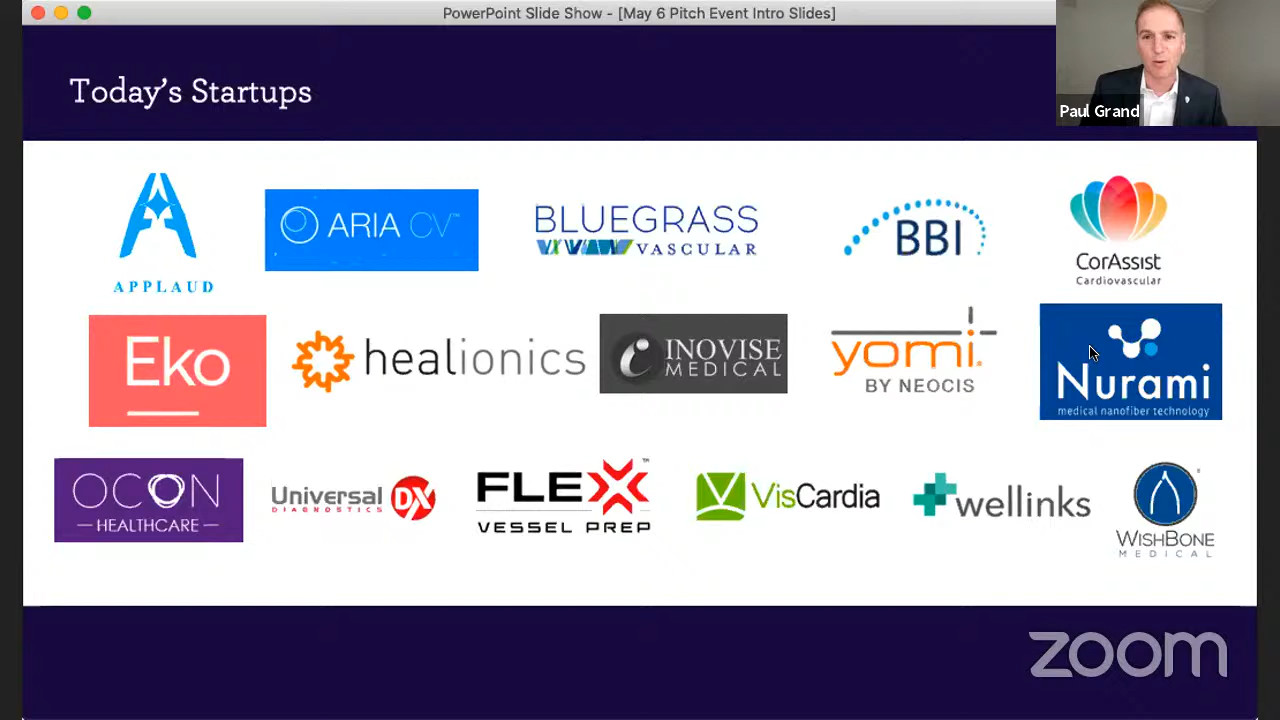 PowerPoint Slide Show - [May 6 Pitch Event Intro Slides]
Today's Startups
Paul Grand
APPLAUD
ARIA CV™
BLUEGRASS
VASCULAR
BBI
CorAssist
Cardiovascular
Eko
healionics
INOVISE
MEDICAL
yomi.
BY NEOCIS
Nurami
medical nanofiber technology
OCON
HEALTHCARE
Universal DX
DIAGNOSTICS
FLEX™
VESSEL PREP
VisCardia
wellinks
WISHBONE
MEDICAL
zoom